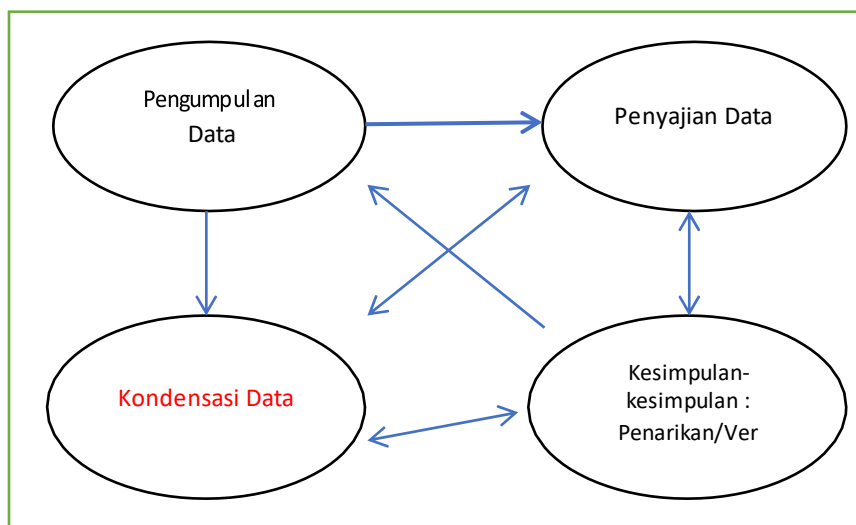 Pengumpulan
Data
Penyajian Data
Kondensasi Data
Kesimpulan-
kesimpulan :
Penarikan/Ver